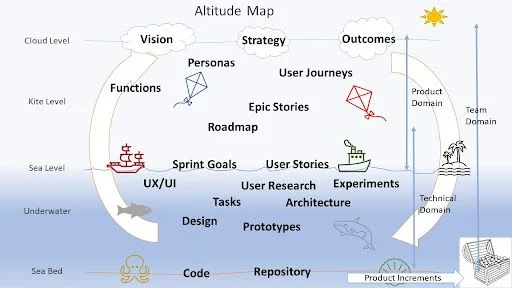 Altitude Map
Cloud Level
Vision
Strategy
Outcomes
Personas
User Journeys
Functions
Kite Level
Epic Stories
Roadmap
Product
Domain
Team
Domain
Sea Level
Sprint Goals
User Stories
UX/UI
User Research
Experiments
Tasks
Architecture
Technical
Domain
Underwater
Design
Prototypes
Sea Bed
Code
Repository
Product Increments